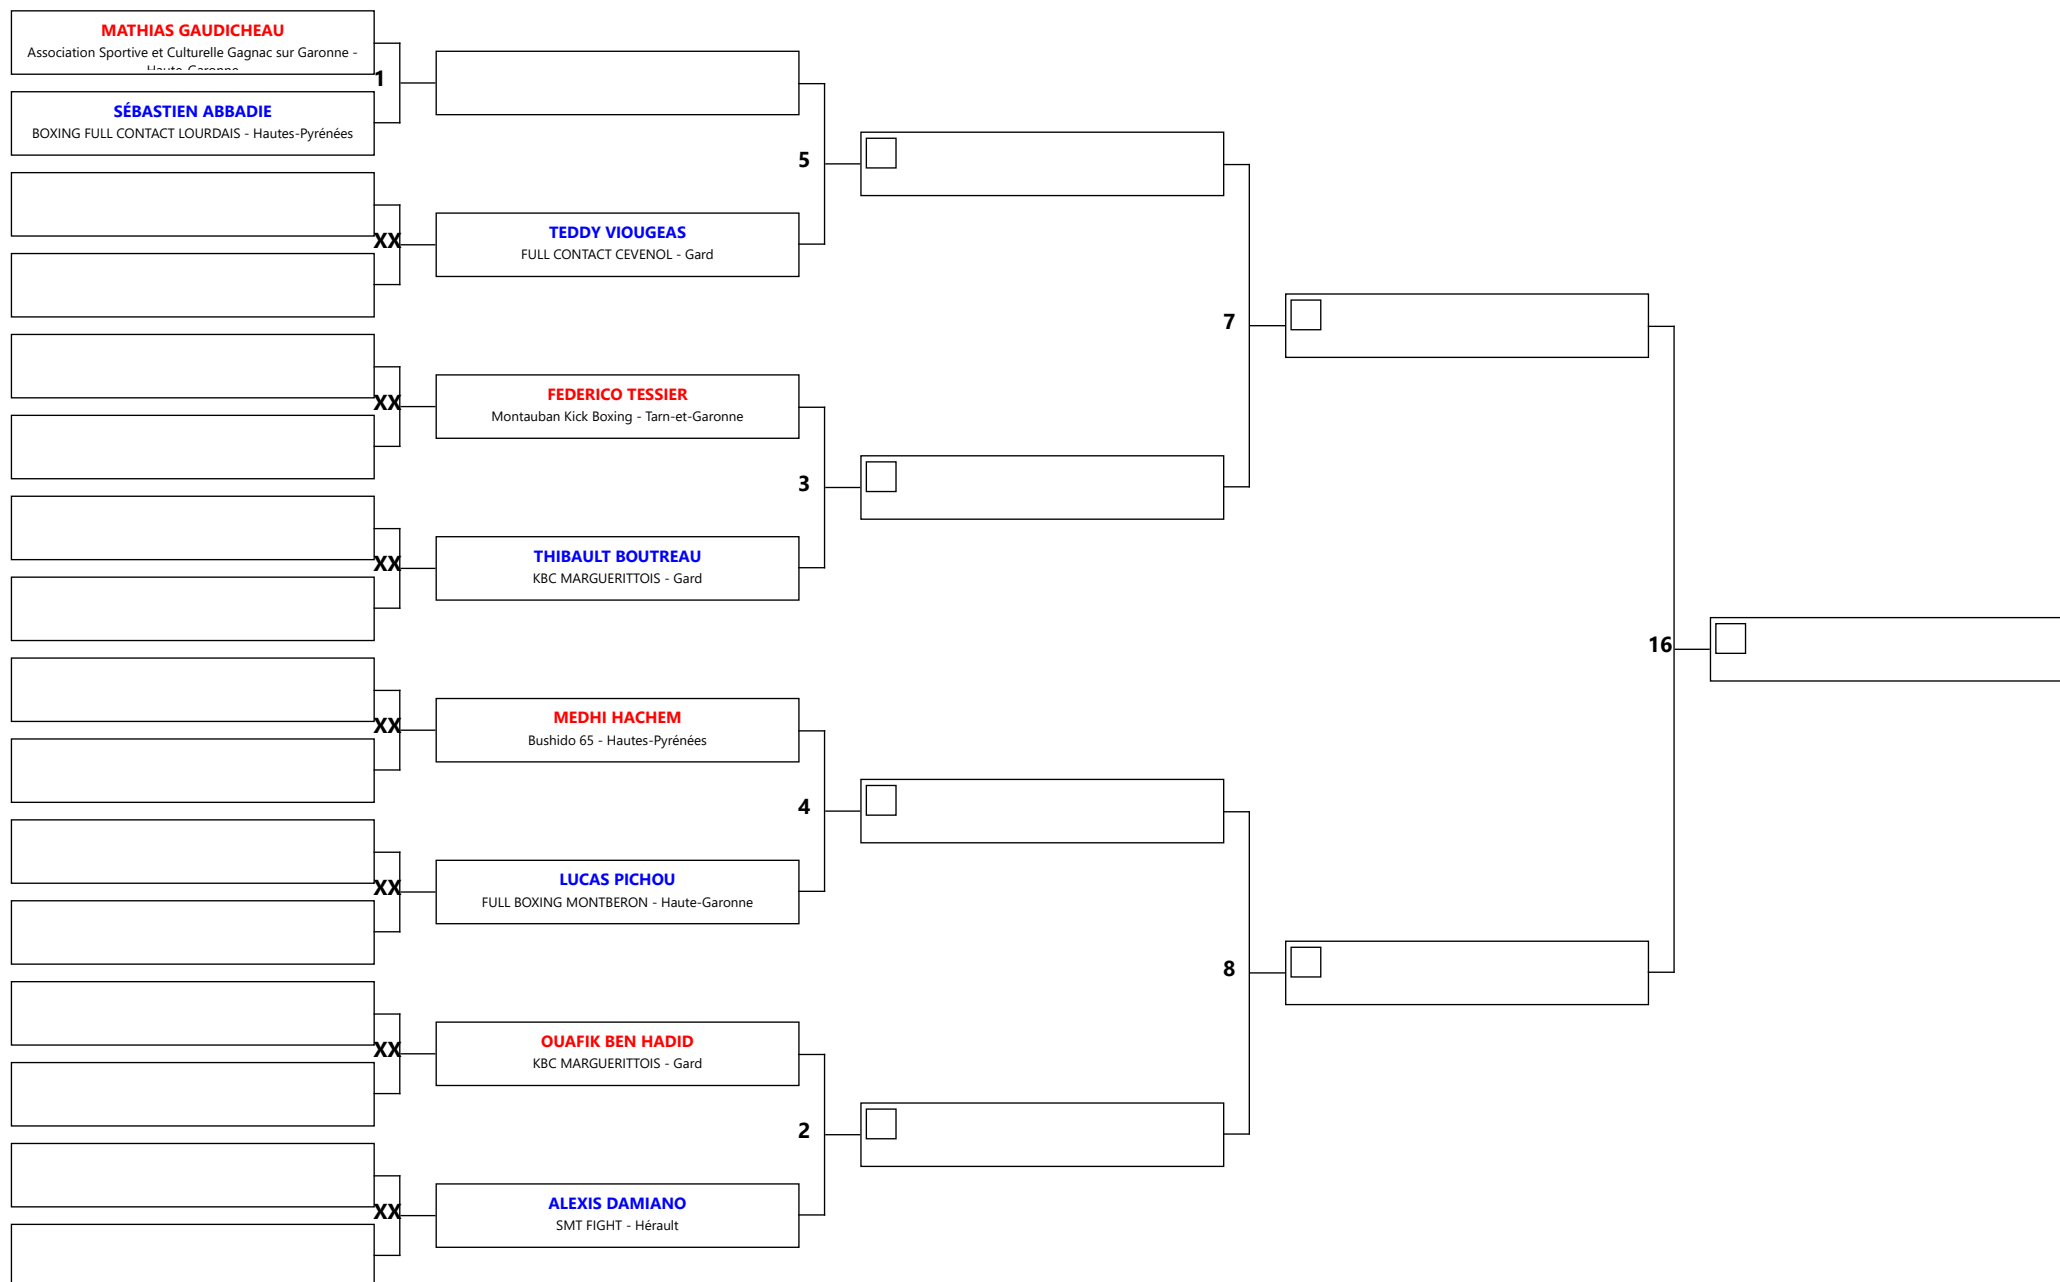 MATHIAS GAUDICHEAU
Association Sportive et Culturelle Gagnac sur Garonne -
Haute-Garonne
1
SÉBASTIEN ABBADIE
BOXING FULL CONTACT LOURDAIS - Hautes-Pyrénées
5
XX
TEDDY VIOUGEAS
FULL CONTACT CEVENOL - Gard
7
XX
FEDERICO TESSIER
Montauban Kick Boxing - Tarn-et-Garonne
3
XX
THIBAULT BOUTREAU
KBC MARGUERITTOIS - Gard
16
XX
MEDHI HACHEM
Bushido 65 - Hautes-Pyrénées
4
XX
LUCAS PICHOU
FULL BOXING MONTBERON - Haute-Garonne
8
XX
OUAFIK BEN HADID
KBC MARGUERITTOIS - Gard
2
XX
ALEXIS DAMIANO
SMT FIGHT - Hérault